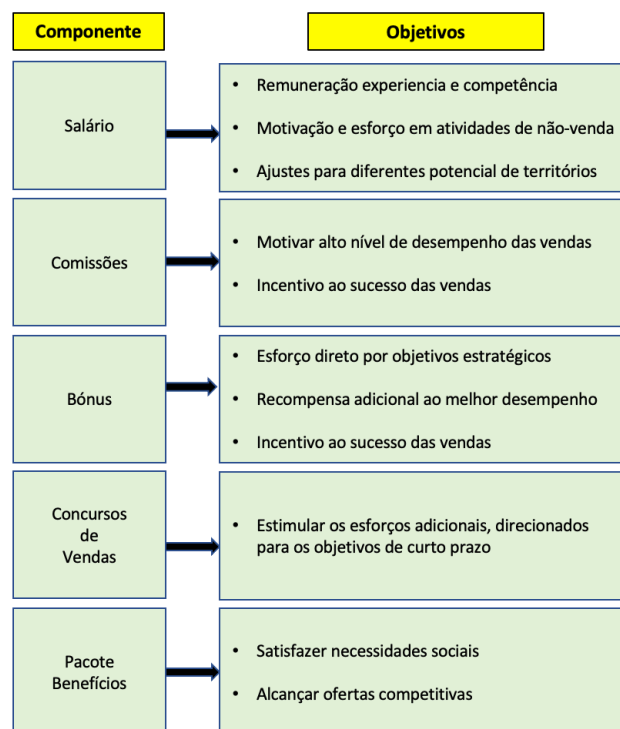 Componente
Objetivos
Salário
• Remuneração experiencia e competência
• Motivação e esforço em atividades de não-venda
• Ajustes para diferentes potencial de territórios
Comissões
• Motivar alto nível de desempenho das vendas
• Incentivo ao sucesso das vendas
Bónus
• Esforço direto por objetivos estratégicos
• Recompensa adicional ao melhor desempenho
• Incentivo ao sucesso das vendas
Concursos
de
Vendas
• Estimular os esforços adicionais, direcionados
para os objetivos de curto prazo
Pacote
Benefícios
• Satisfazer necessidades sociais
• Alcançar ofertas competitivas